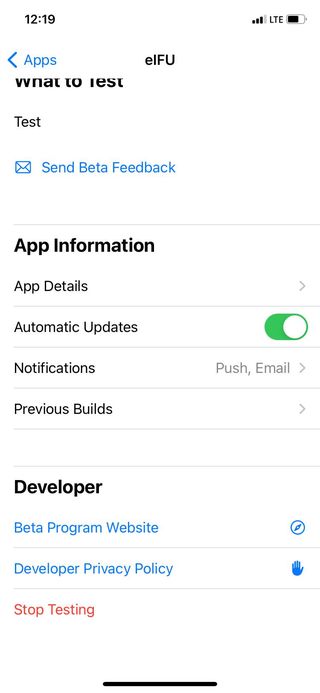 12:19
LTE
Apps
eIFU
What to Test
Test
Send Beta Feedback
App Information
App Details
Automatic Updates
Notifications Push, Email
Previous Builds
Developer
Beta Program Website
Developer Privacy Policy
Stop Testing